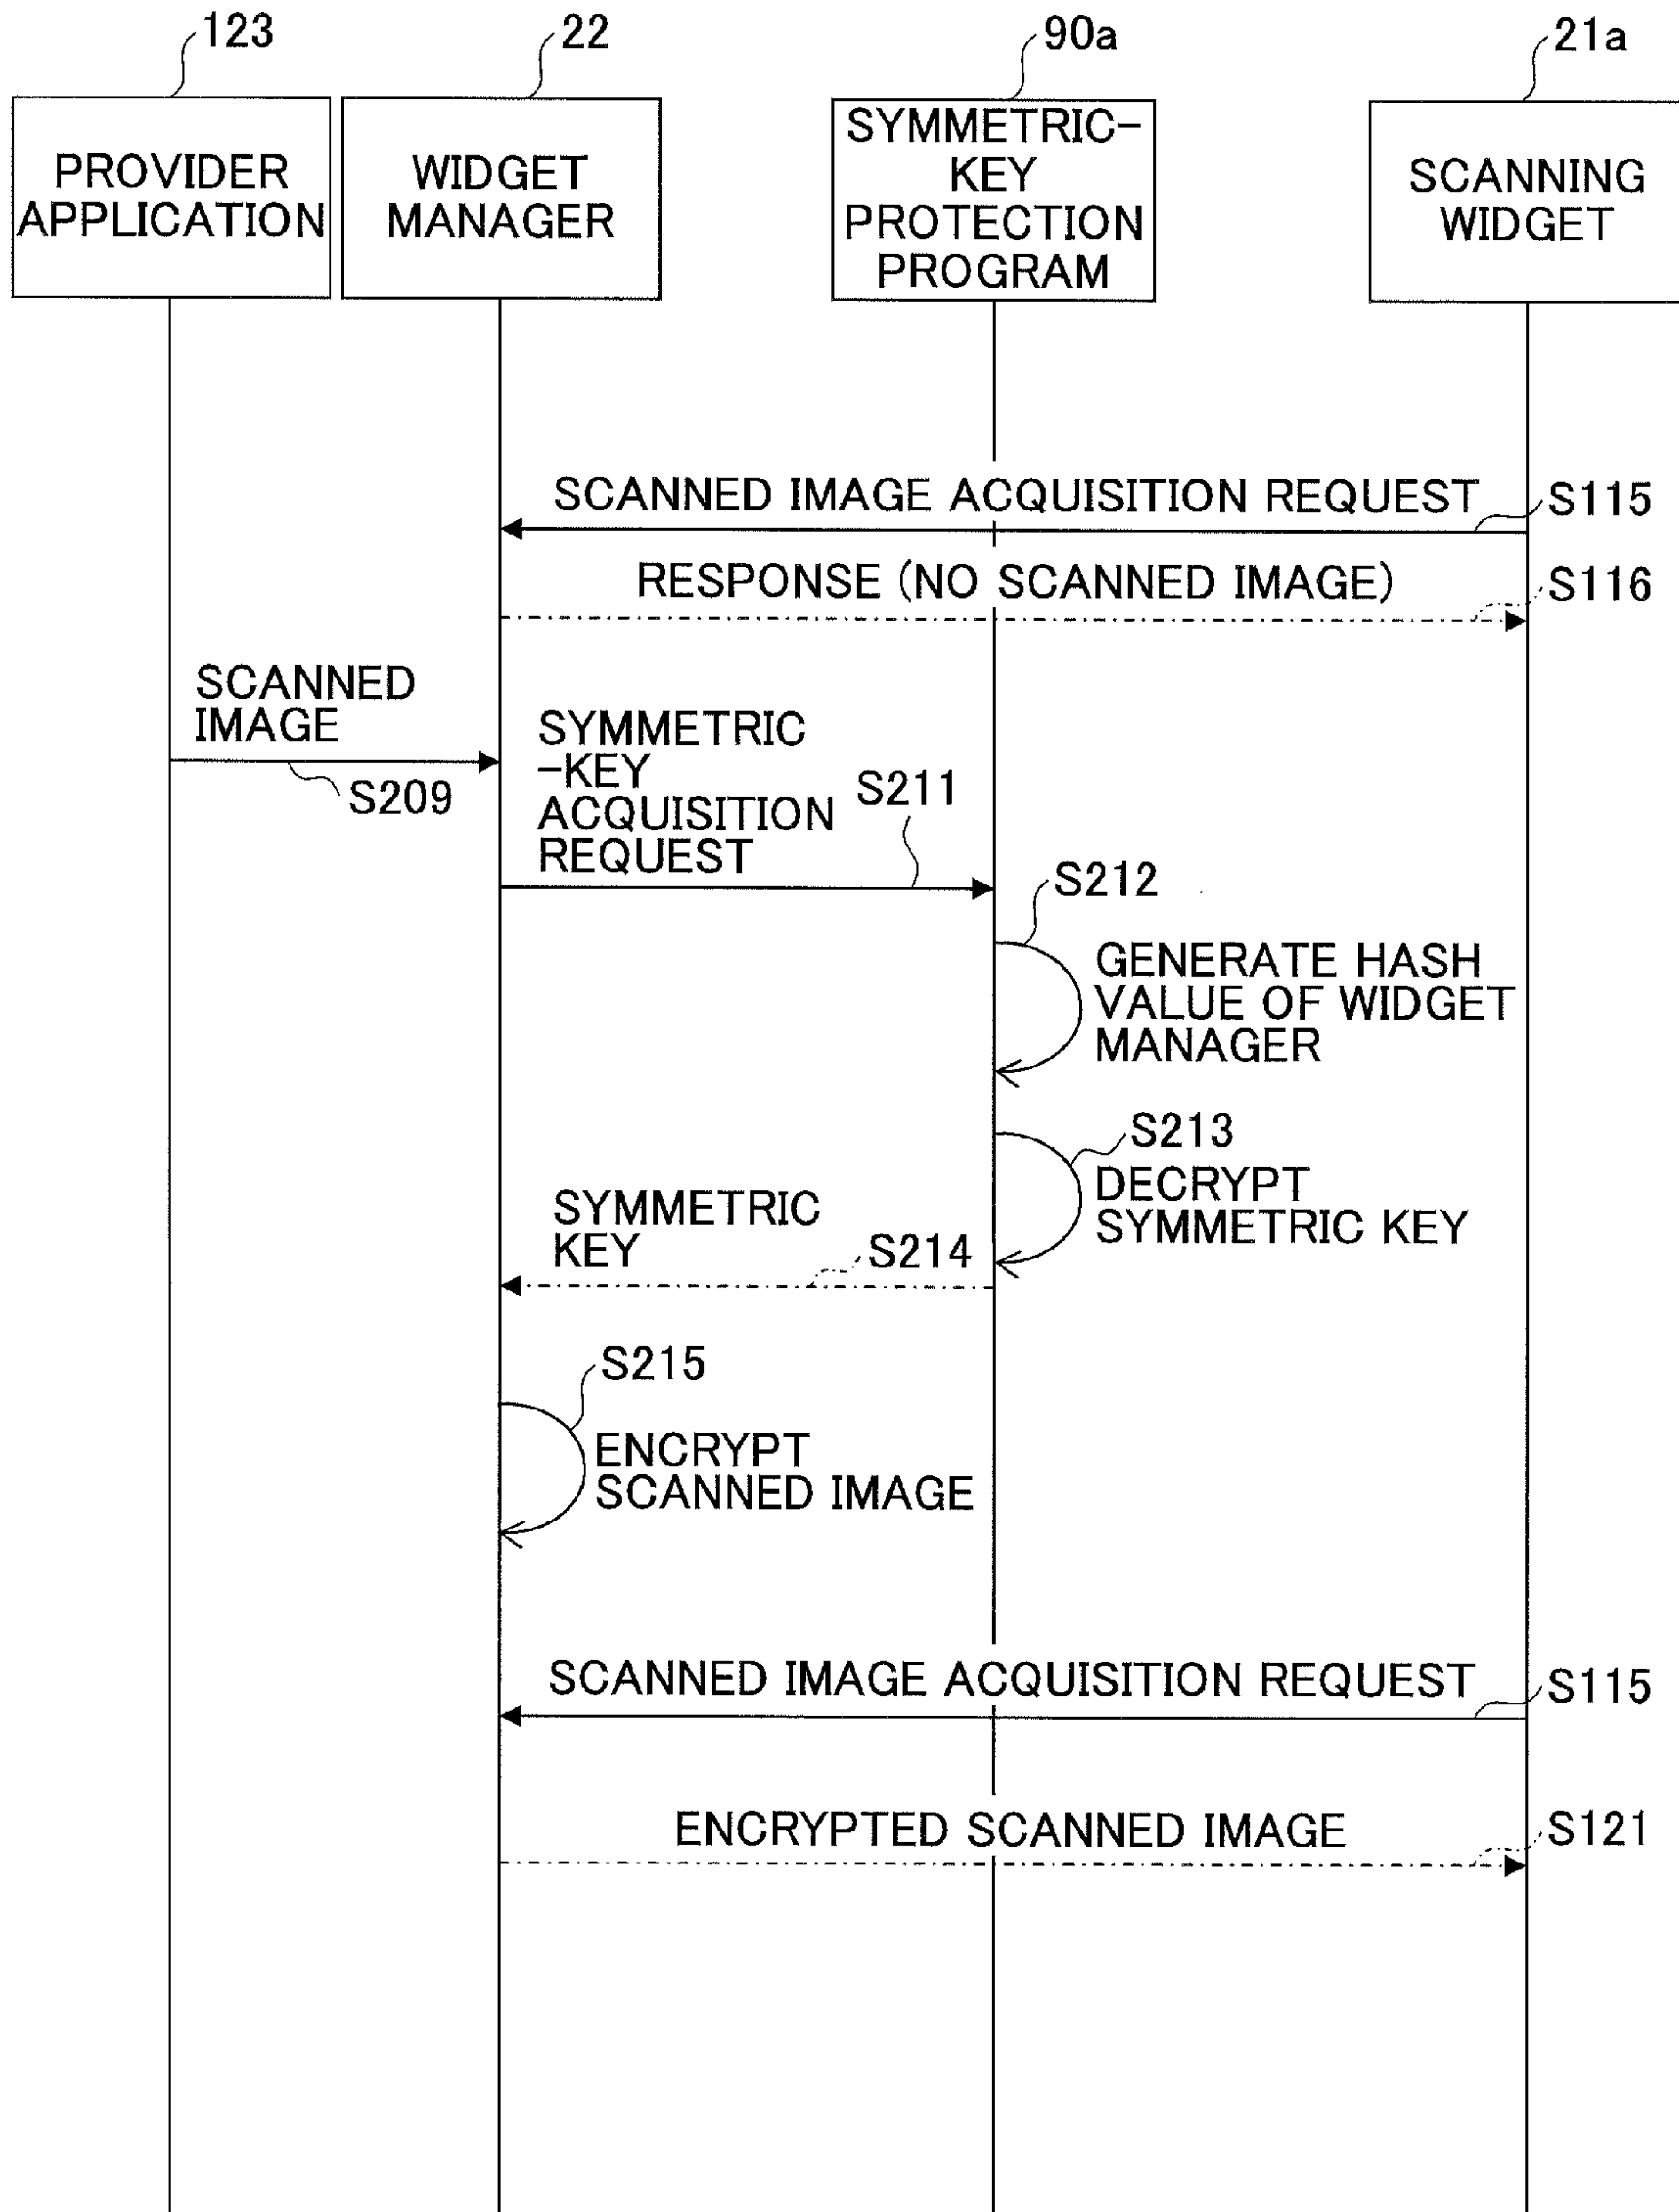 123
22
90a
21a
PROVIDER
APPLICATION
WIDGET
MANAGER
SYMMETRIC-
KEY
PROTECTION
PROGRAM
SCANNING
WIDGET
SCANNED IMAGE ACQUISITION REQUEST
S115
RESPONSE (NO SCANNED IMAGE)
S116
SCANNED
IMAGE
S209
SYMMETRIC
-KEY
ACQUISITION
REQUEST
S211
S212
GENERATE HASH
VALUE OF WIDGET
MANAGER
S213
DECRYPT
SYMMETRIC KEY
SYMMETRIC
KEY
S214
S215
ENCRYPT
SCANNED IMAGE
SCANNED IMAGE ACQUISITION REQUEST
S115
ENCRYPTED SCANNED IMAGE
S121